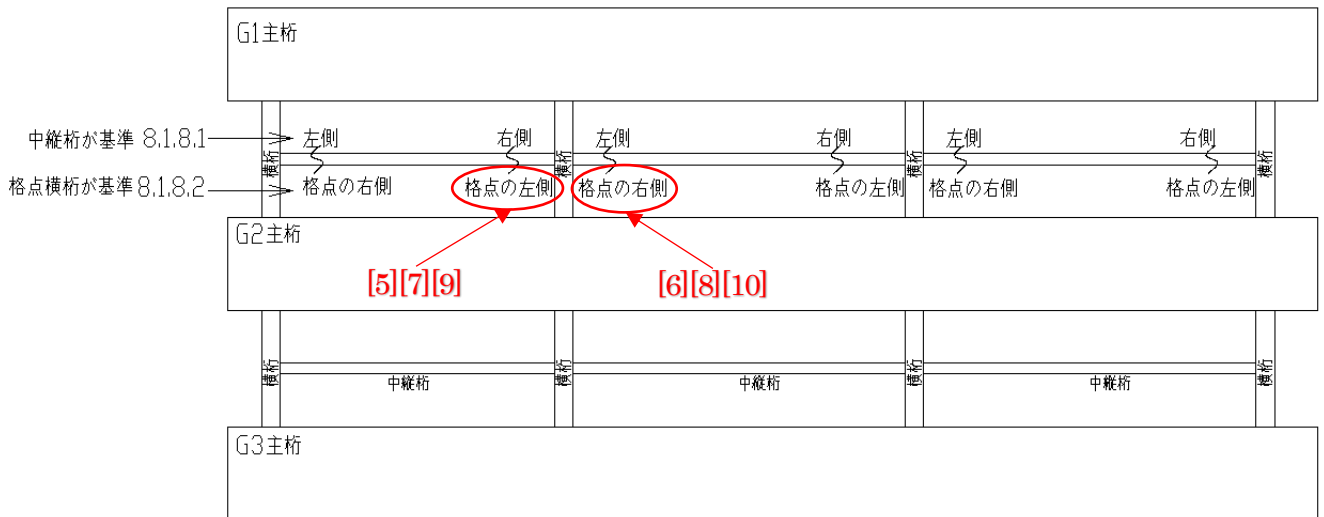 G1主桁
中縦桁が基準 8.1.8.1
左側
右側
左側
右側
左側
右側
横桁
横桁
横桁
横桁
格点横桁が基準 8.1.8.2
格点の右側
格点の左側
格点の右側
格点の左側
格点の右側
格点の左側
G2主桁
[5][7][9]
[6][8][10]
横桁
横桁
横桁
横桁
中縦桁
中縦桁
中縦桁
G3主桁